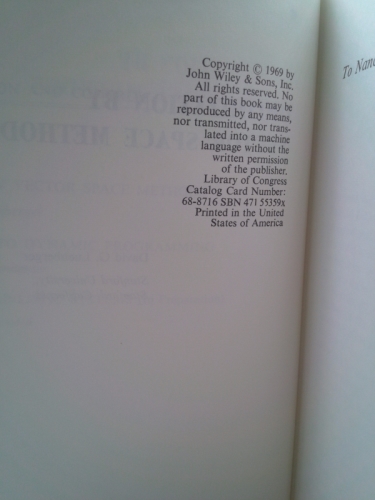 Copyright © 1969 by
John Wiley & Sons, Inc.
All rights reserved. No
part of this book may be
reproduced by any means,
nor transmitted, nor trans-
lated into a machine
language without the
written permission
of the publisher.
Library of Congress
Catalog Card Number:
68-8716 SBN 471 55359x
Printed in the United
States of America
To Nanc